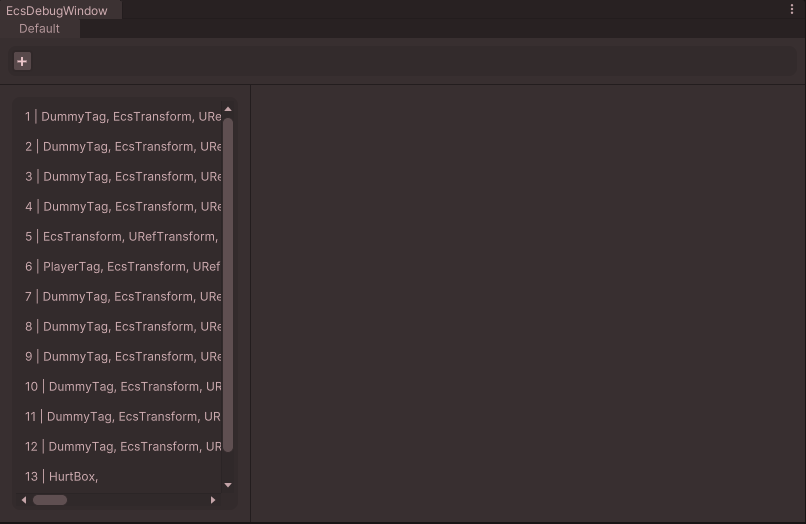 EcsDebugWindow
Default
1 | DummyTag, EcsTransform, URe
2 | DummyTag, EcsTransform, URe
3 | DummyTag, EcsTransform, URe
4 | DummyTag, EcsTransform, URe
5 | EcsTransform, URefTransform,
6 | PlayerTag, EcsTransform, URef
7 | DummyTag, EcsTransform, URe
8 | DummyTag, EcsTransform, URe
9 | DummyTag, EcsTransform, URe
10 | DummyTag, EcsTransform, UR
11 | DummyTag, EcsTransform, UR
12 | DummyTag, EcsTransform, UR
13 | HurtBox,